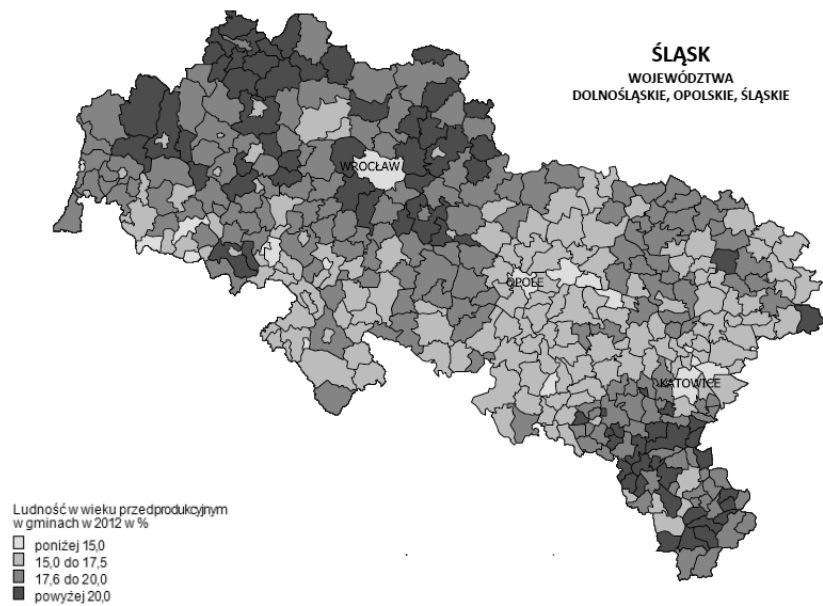 ŚLĄSK
WOJEWÓDZTWA
DOLNOŚLĄSKIE, OPOLSKIE, ŚLĄSKIE
WROCŁAW
OPOLE
KATOWICE
Ludność w wieku przedprodukcyjnym
w gminach w 2012 w %
poniżej 15,0
15,0 do 17,5
17,6 do 20,0
powyżej 20,0